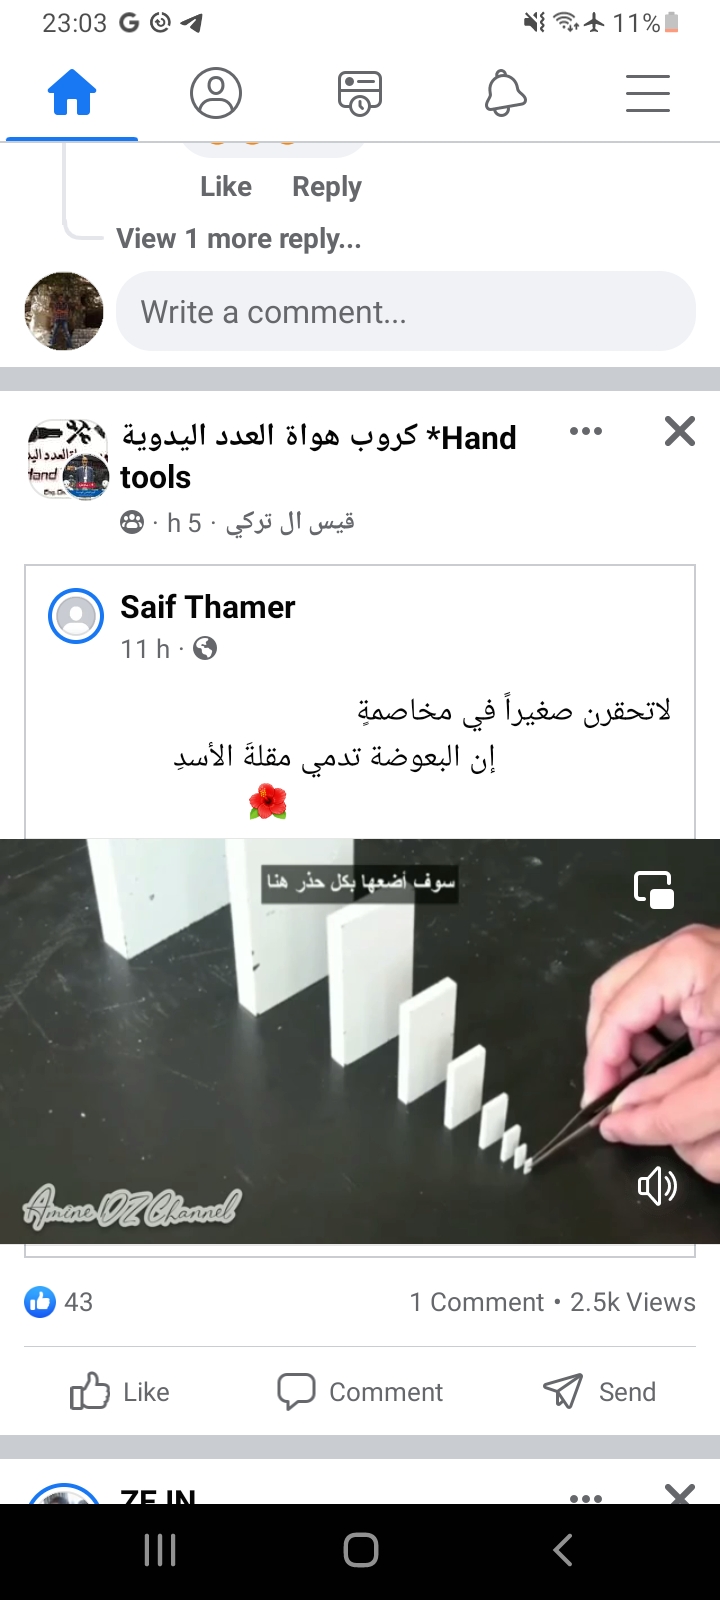 23:03
11%
Like Reply
View 1 more reply...
Write a comment...
كروب هواة العدد اليدوية *Hand
tools
قيس ال تركي · 5 h ·
Saif Thamer
11 h ·
لاتحقرن صغيراً في مخاصمةٍ
إن البعوضة تدمي مقلةَ الأسدِ
سوف أضعها بكل حذر هنا
Amine DZ Channel
43
1 Comment • 2.5k Views
Like Comment Send